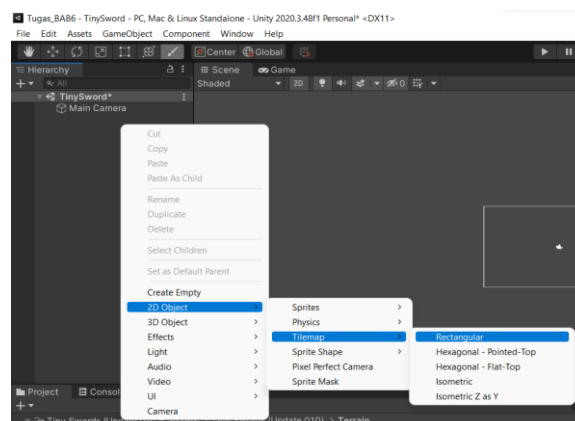 Tugas_BAB6 - TinySword - PC, Mac & Linux Standalone - Unity 2020.3.48f1 Personal* <DX11>
File Edit Assets GameObject Component Window Help
Center Global
Hierarchy
Scene Game
All
Shaded 2D 0
TinySword*
Main Camera
Cut
Copy
Paste
Paste As Child
Rename
Duplicate
Delete
Select Children
Set as Default Parent
Create Empty
2D Object
3D Object
Effects
Light
Audio
Video
UI
Camera
Sprites
Physics
Tilemap
Sprite Shape
Pixel Perfect Camera
Sprite Mask
Rectangular
Hexagonal - Pointed-Top
Hexagonal - Flat-Top
Isometric
Isometric Z as Y
Project Consol
(Update 010) > Terrain